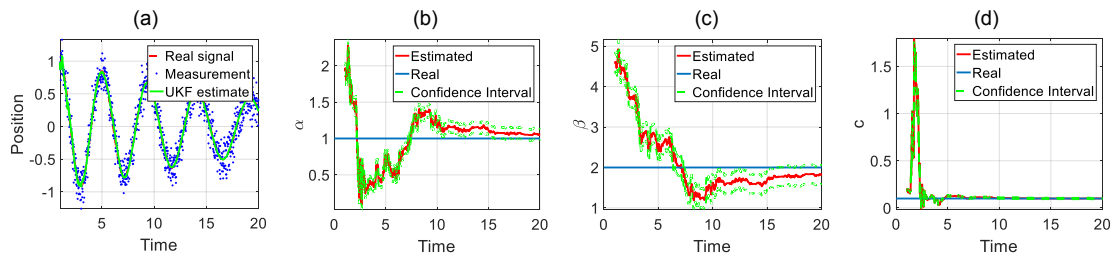 (a)
Position
1
0.5
0
-0.5
-1
5
10
15
20
Time
Real signal
Measurement
UKF estimate
(b)
α
2
1.5
1
0.5
0
5
10
15
20
Time
Estimated
Real
Confidence Interval
(c)
β
5
4
3
2
1
0
5
10
15
20
Time
Estimated
Real
Confidence Interval
(d)
c
1.5
1
0.5
0
0
5
10
15
20
Time
Estimated
Real
Confidence Interval